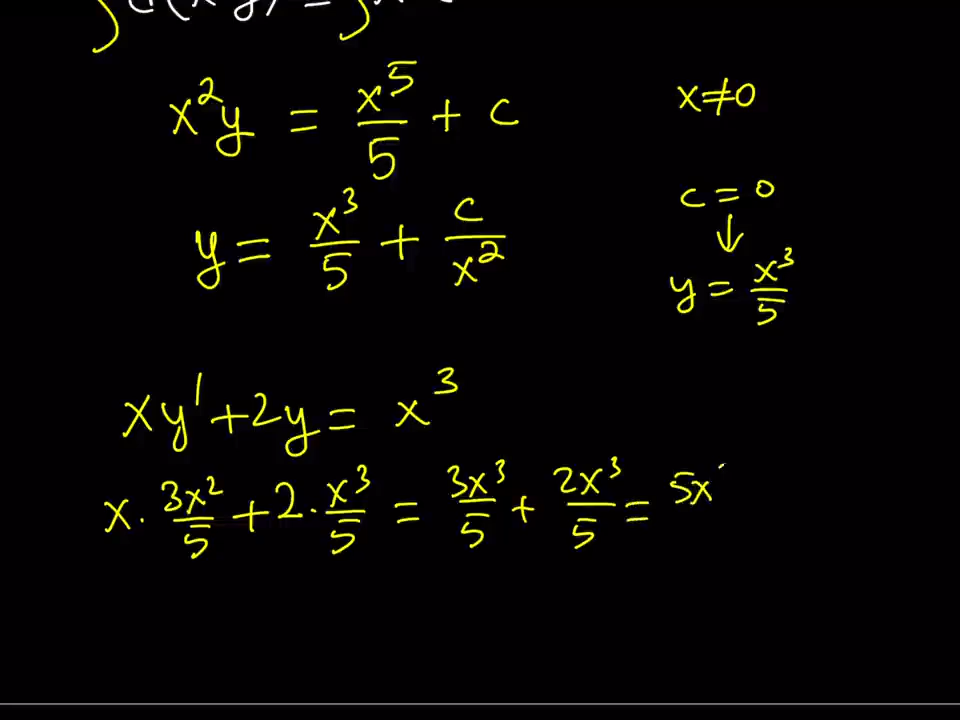 ∫d(x²y) = ∫x
x²y = x⁵/5 + c
x≠0
y = x³/5 + c/x²
c = 0
↓
y = x³/5
xy' + 2y = x³
x · 3x²/5 + 2 · x³/5 = 3x³/5 + 2x³/5 = 5x